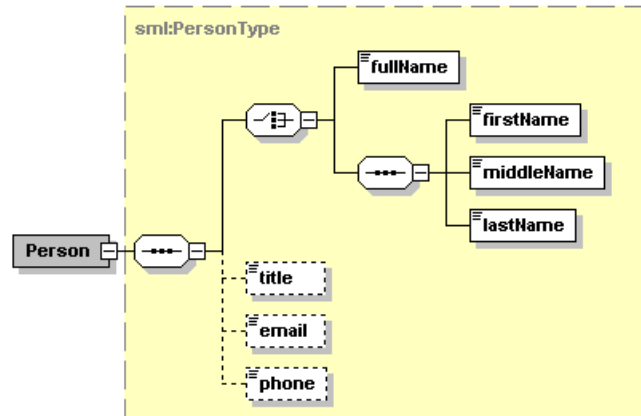 sml:PersonType
fullName
firstName
middleName
lastName
Person
title
email
phone